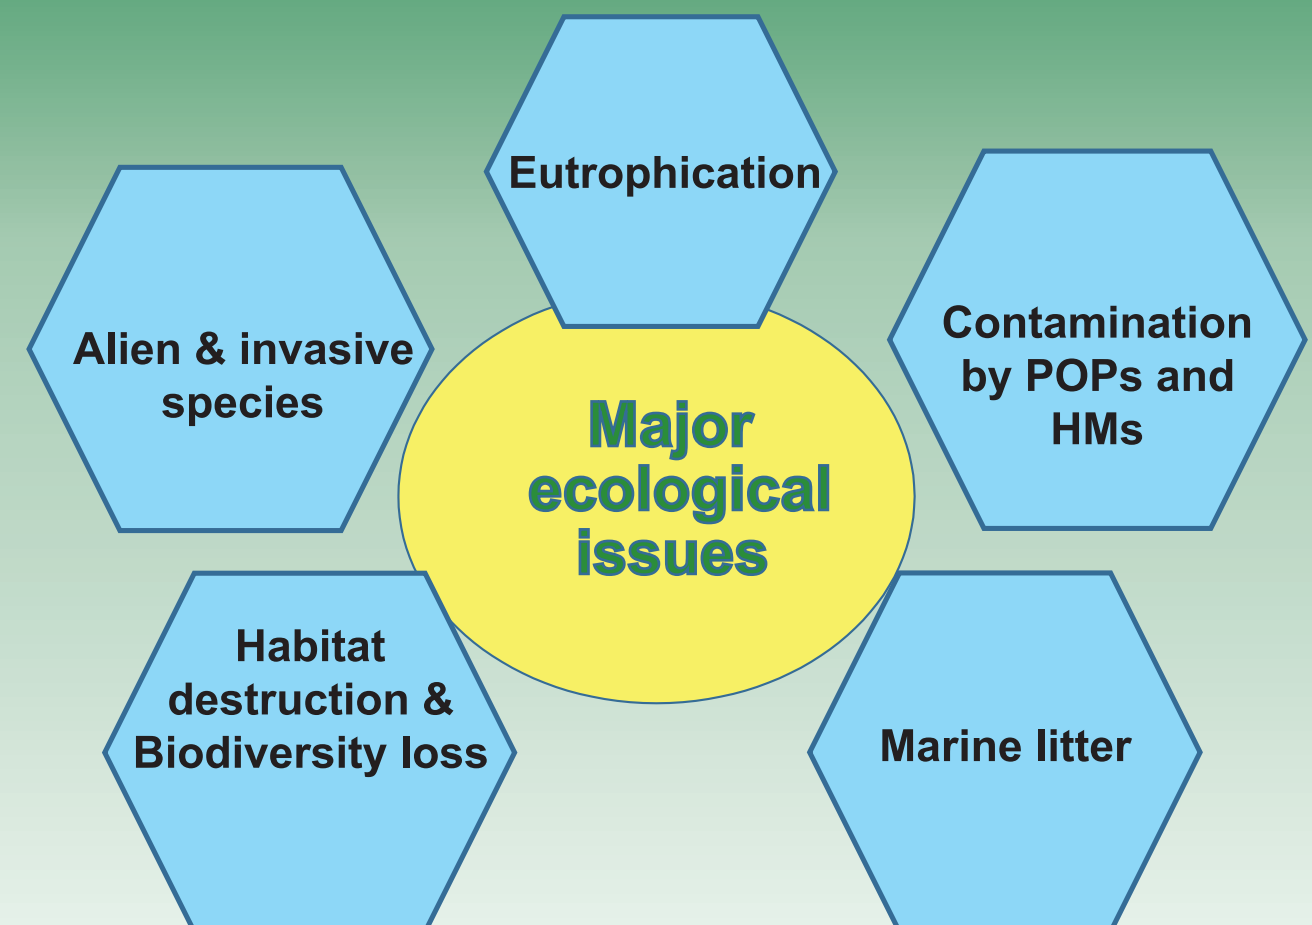 Eutrophication
Alien & invasive
species
Contamination
by POPs and
HMs
Major
ecological
issues
Habitat
destruction &
Biodiversity loss
Marine litter